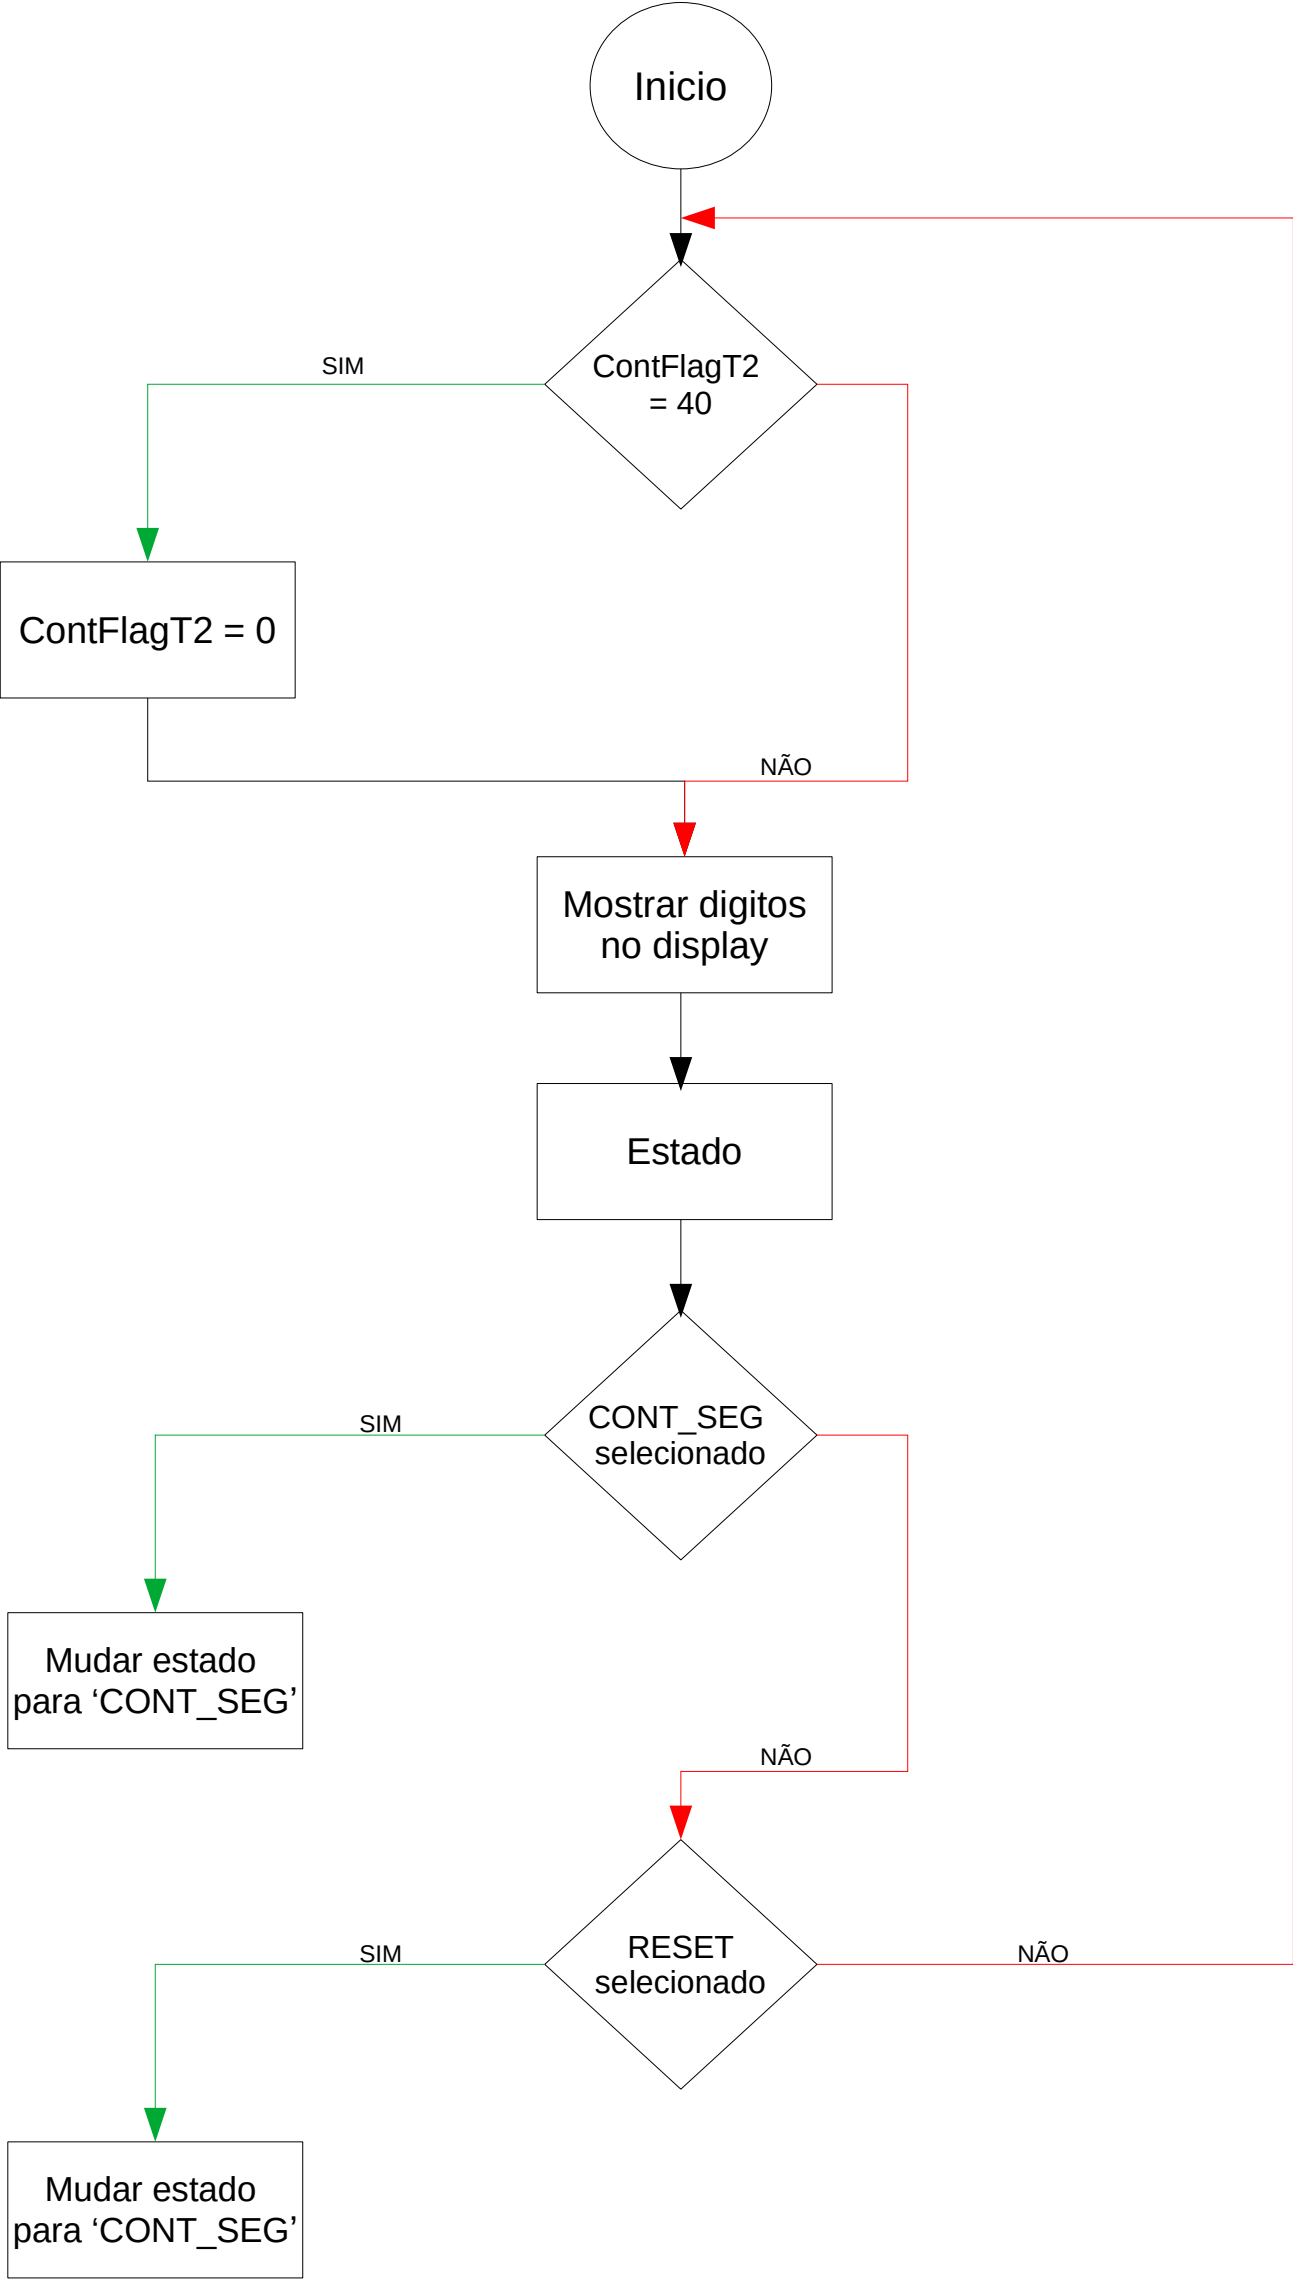 Inicio
SIM
ContFlagT2
= 40
ContFlagT2 = 0
NÃO
Mostrar digitos
no display
Estado
SIM
CONT_SEG
selecionado
Mudar estado
para ‘CONT_SEG’
NÃO
SIM
RESET
selecionado
NÃO
Mudar estado
para ‘CONT_SEG’